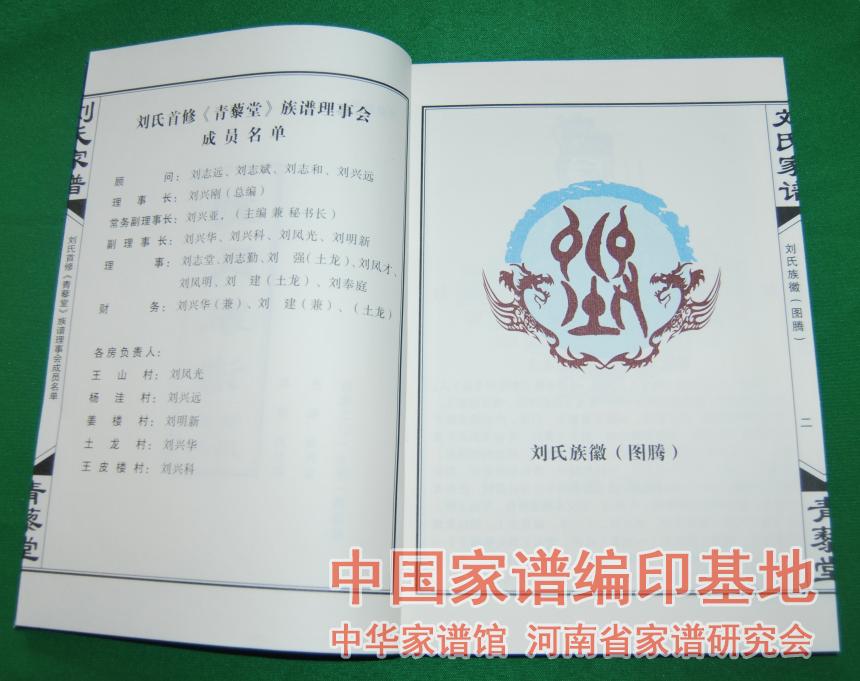 刘氏家谱
刘氏首修《青藜堂》族谱理事会成员名单
青藜堂
刘氏首修《青藜堂》族谱理事会
成员名单
顾 问：刘志远、刘志斌、刘志和、刘兴远
理 事 长：刘兴刚（总编）
常务副理事长：刘兴亚，（主编 兼 秘书长）
副 理 事 长：刘兴华、刘兴科、刘凤光、刘明新
理 事：刘志堂、刘志勤、刘 强（土龙）、刘凤才、
刘凤明、刘 建（土龙）、刘奉庭
财 务：刘兴华（兼）、刘 建（兼）、（土龙）
各房负责人：
王 山 村：刘凤光
杨 洼 村：刘兴远
姜 楼 村：刘明新
土 龙 村：刘兴华
王皮楼村：刘兴科
刘氏族徽（图腾）
刘氏家谱
刘氏族徽（图腾）
二
青藜堂
中国家谱编印基地
中华家谱馆 河南省家谱研究会